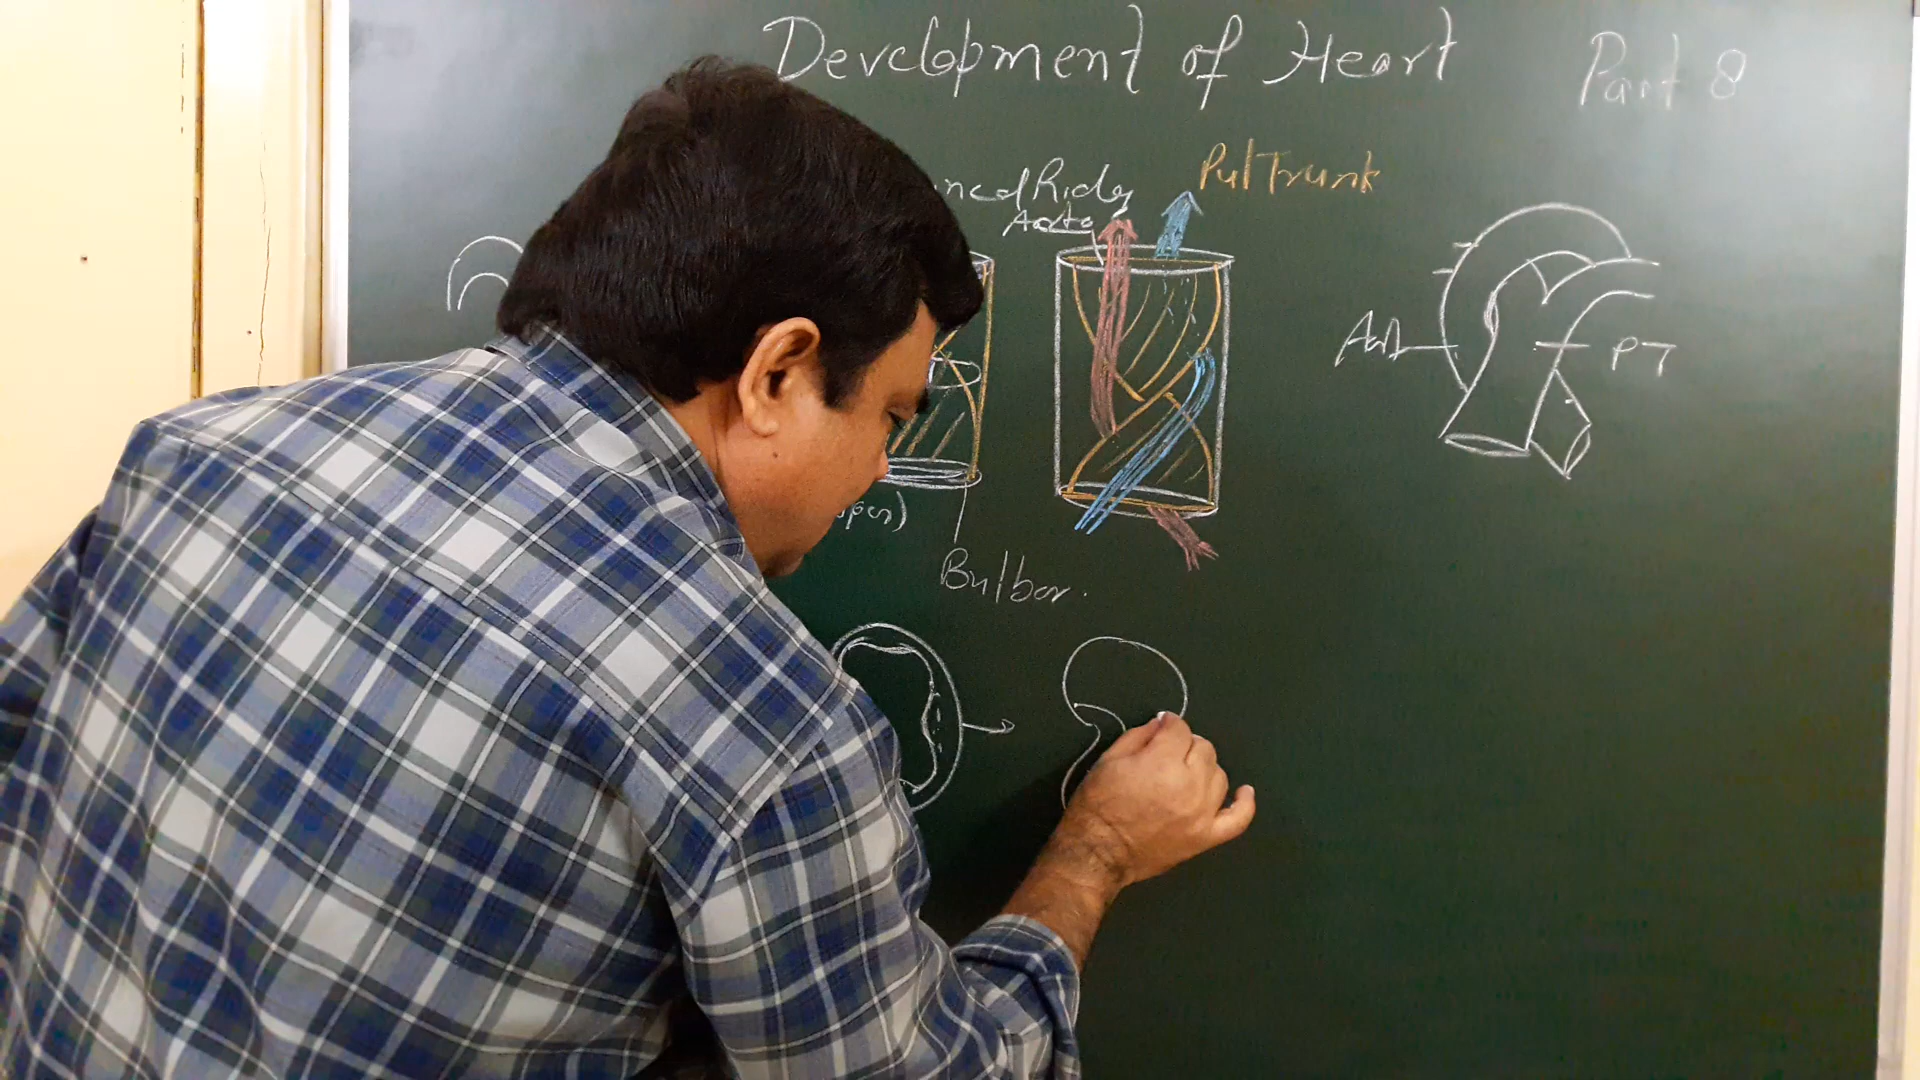 Development of Heart
Part 8
Pul Trunk
Aorta
PT
Bulbar.